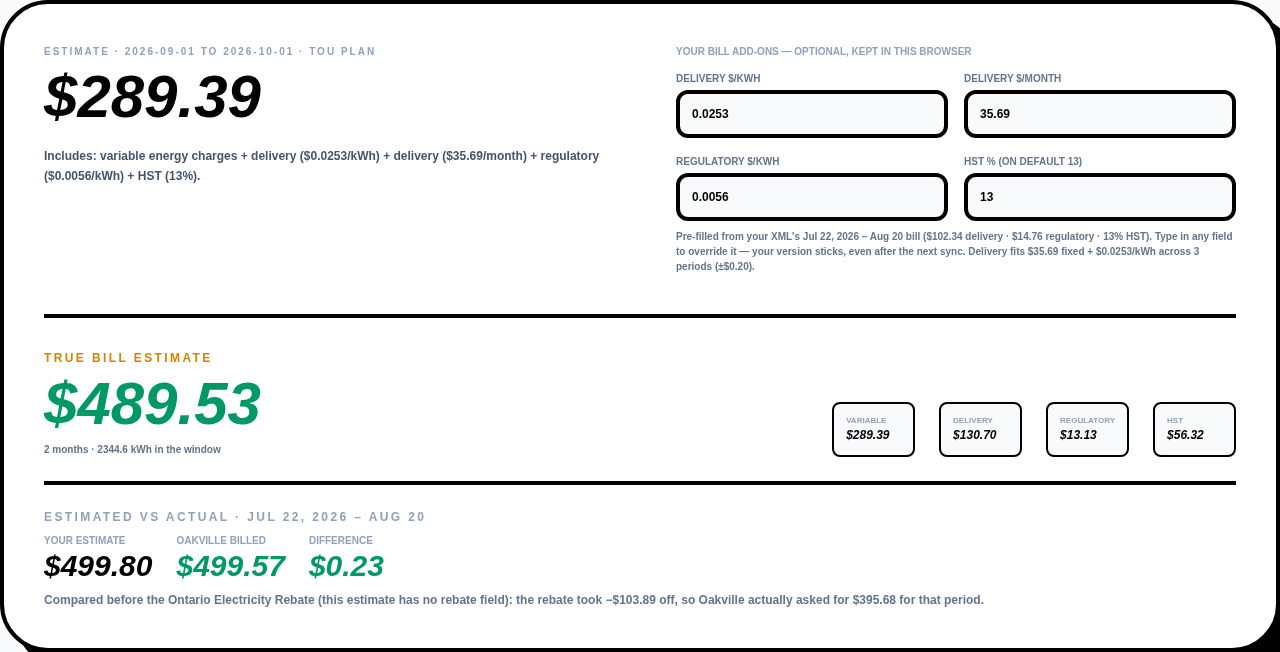 ESTIMATE · 2026-09-01 TO 2026-10-01 · TOU PLAN
$289.39
Includes: variable energy charges + delivery ($0.0253/kWh) + delivery ($35.69/month) + regulatory
($0.0056/kWh) + HST (13%).
YOUR BILL ADD-ONS — OPTIONAL, KEPT IN THIS BROWSER
DELIVERY $/KWH
0.0253
DELIVERY $/MONTH
35.69
REGULATORY $/KWH
0.0056
HST % (ON DEFAULT 13)
13
Pre-filled from your XML's Jul 22, 2026 – Aug 20 bill ($102.34 delivery · $14.76 regulatory · 13% HST). Type in any field
to override it — your version sticks, even after the next sync. Delivery fits $35.69 fixed + $0.0253/kWh across 3
periods (±$0.20).
TRUE BILL ESTIMATE
$489.53
2 months · 2344.6 kWh in the window
VARIABLE
$289.39
DELIVERY
$130.70
REGULATORY
$13.13
HST
$56.32
ESTIMATED VS ACTUAL · JUL 22, 2026 – AUG 20
YOUR ESTIMATE
$499.80
OAKVILLE BILLED
$499.57
DIFFERENCE
$0.23
Compared before the Ontario Electricity Rebate (this estimate has no rebate field): the rebate took −$103.89 off, so Oakville actually asked for $395.68 for that period.